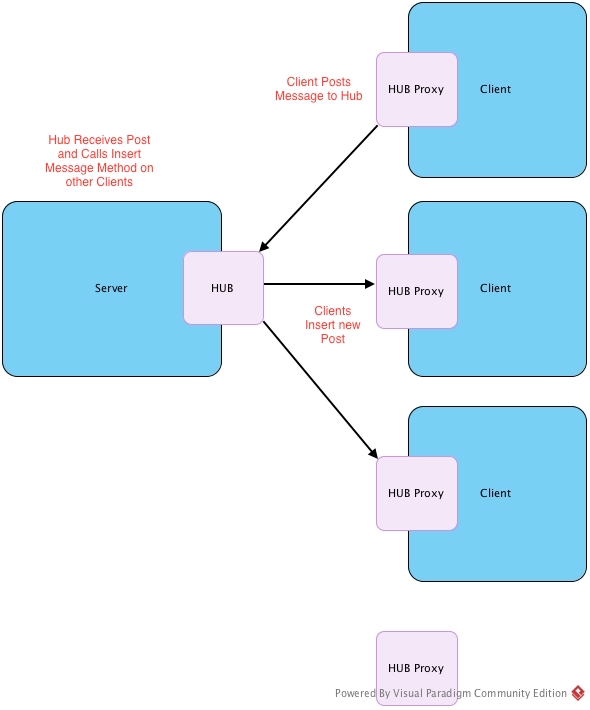 Client Posts
Message to Hub
HUB Proxy
Client
Hub Receives Post
and Calls Insert
Message Method on
other Clients
Server
HUB
HUB Proxy
Client
Clients
Insert new
Post
HUB Proxy
Client
HUB Proxy
Powered By Visual Paradigm Community Edition